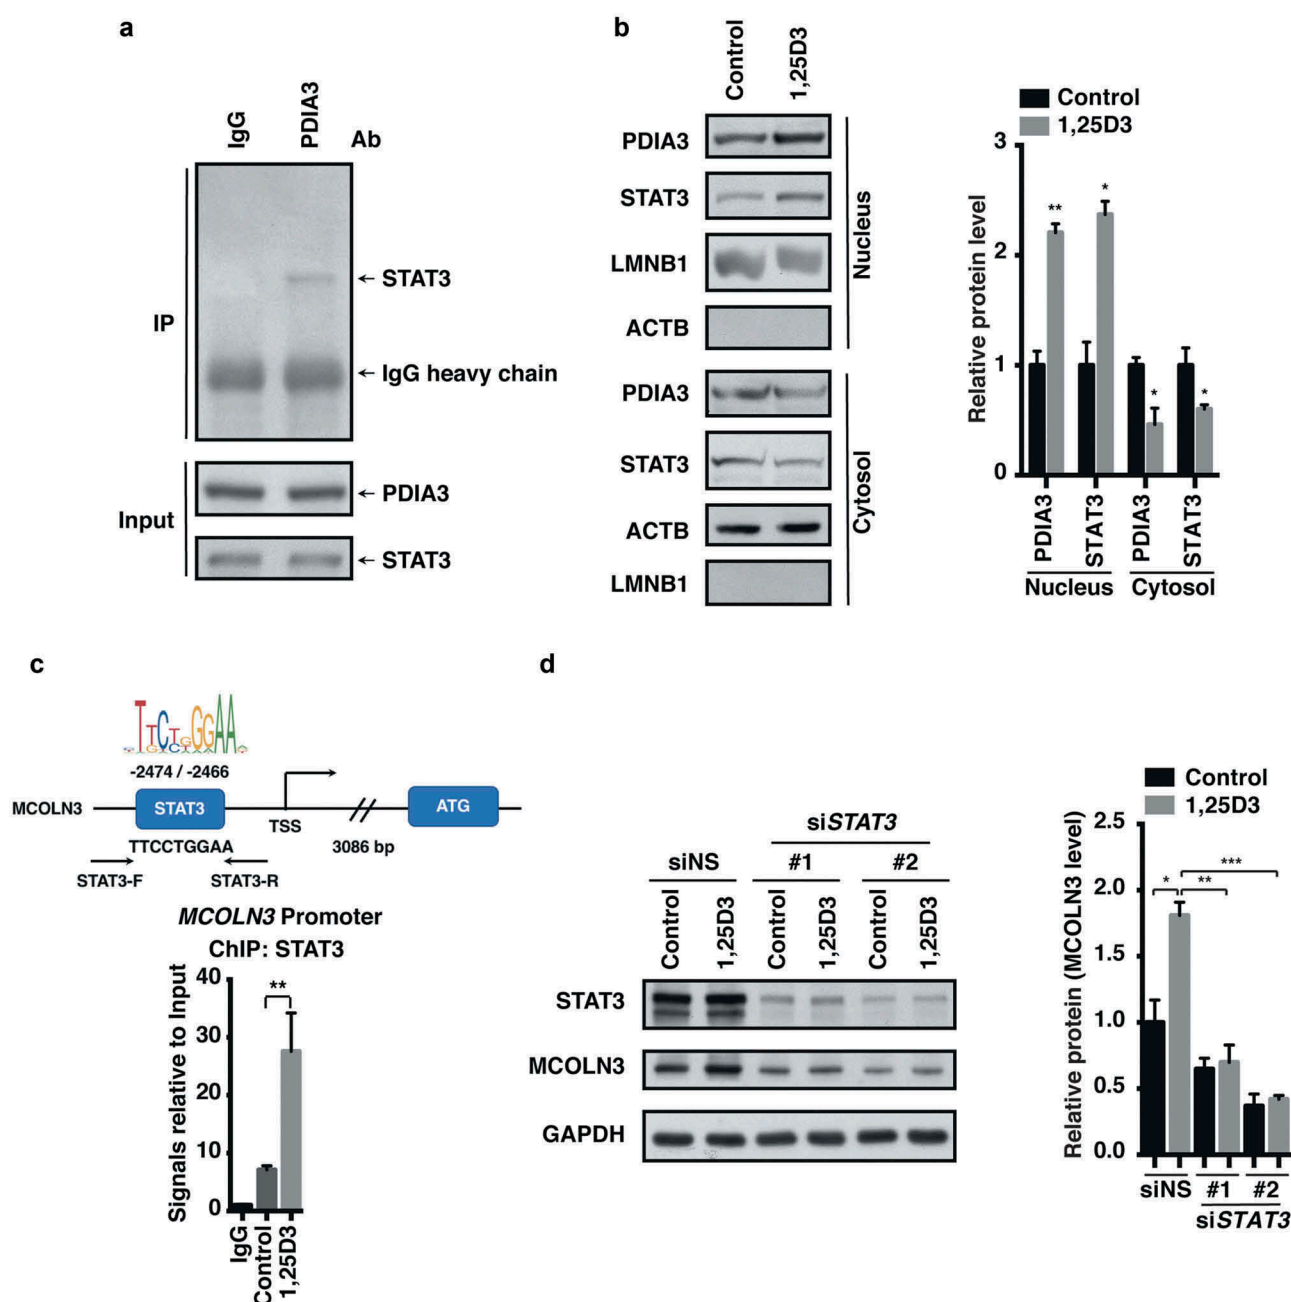 a
IgG
PDIA3
Ab
IP
← STAT3
← IgG heavy chain
Input
← PDIA3
← STAT3
b
Control
1,25D3
PDIA3
STAT3
LMNB1
ACTB
Nucleus
PDIA3
STAT3
ACTB
LMNB1
Cytosol
Control
1,25D3
Relative protein level
3
2
1
0
**
*
*
*
PDIA3
STAT3
PDIA3
STAT3
Nucleus
Cytosol
c
-2474 / -2466
MCOLN3
STAT3
ATG
TSS
3086 bp
TTCCTGGAA
STAT3-F
STAT3-R
MCOLN3 Promoter
ChIP: STAT3
Signals relative to Input
40
30
20
10
0
**
IgG
Control
1,25D3
d
siSTAT3
siNS
#1
#2
Control
1,25D3
Control
1,25D3
Control
1,25D3
STAT3
MCOLN3
GAPDH
Control
1,25D3
Relative protein (MCOLN3 level)
2.5
2.0
1.5
1.0
0.5
0.0
*
**
***
siNS
#1
#2
siSTAT3